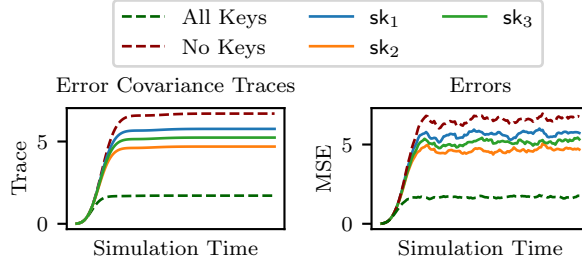 All Keys sk₁ sk₃
No Keys sk₂
Error Covariance Traces
Trace
5
0
Simulation Time
Errors
MSE
5
0
Simulation Time